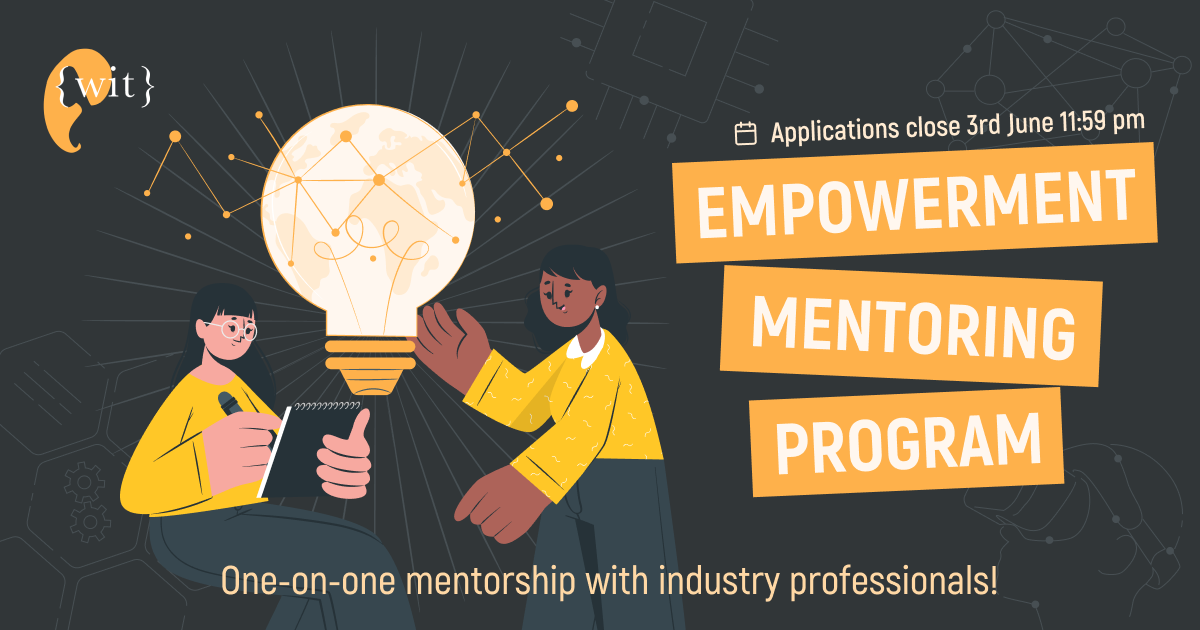 {wit}
Applications close 3rd June 11:59 pm
EMPOWERMENT
MENTORING
PROGRAM
One-on-one mentorship with industry professionals!